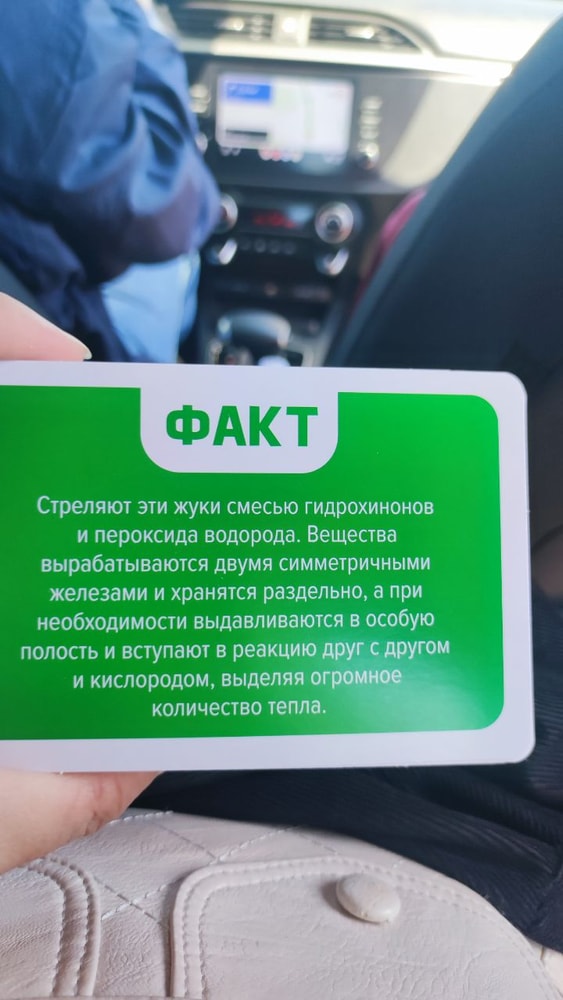 ФАКТ
Стреляют эти жуки смесью гидрохинонов
и пероксида водорода. Вещества
вырабатываются двумя симметричными
железами и хранятся раздельно, а при
необходимости выдавливаются в особую
полость и вступают в реакцию друг с другом
и кислородом, выделяя огромное
количество тепла.